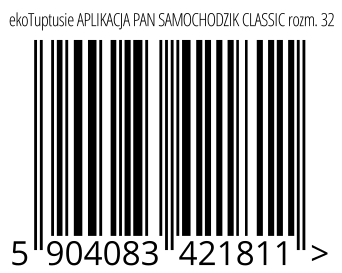 ekoTuptusie APLIKACJA PAN SAMOCHODZIK CLASSIC rozm. 32
5 904083 421811 >